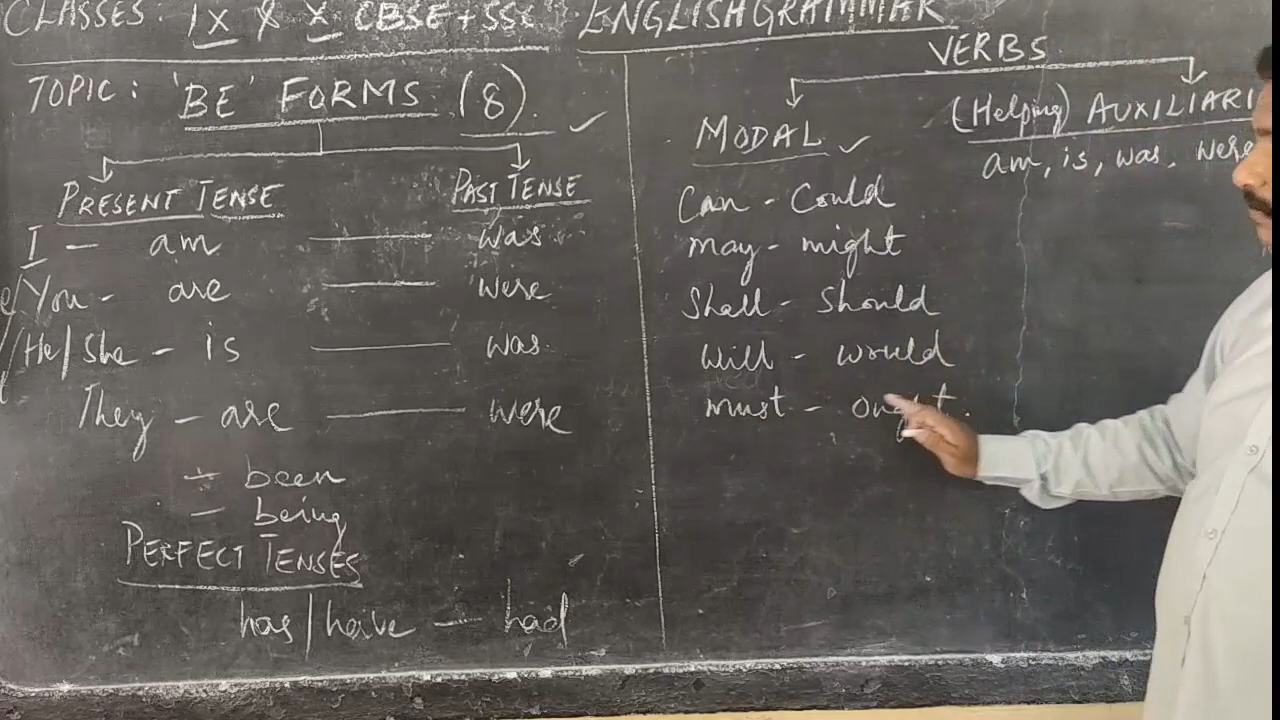 CLASSES: IX & X CBSE + SSC ENGLISH GRAMMAR
TOPIC: 'BE' FORMS (8).
PRESENT TENSE PAST TENSE
I - am — was
You - are — were
He/She - is — was
They - are — were
- been
- being
PERFECT TENSES
has/have — had
VERBS
MODAL (Helping) AUXILIARI
am, is, was, were
Can - Could
may - might
Shall - Should
will - would
must - ought.